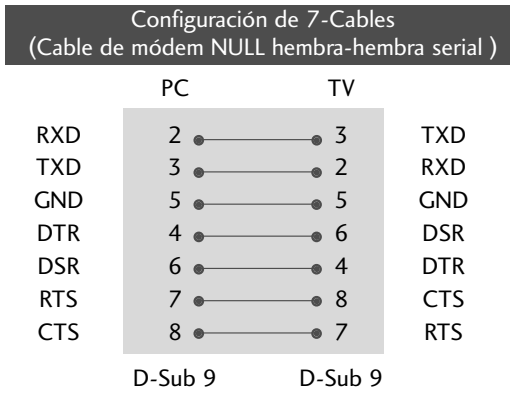 Configuración de 7-Cables
(Cable de módem NULL hembra-hembra serial )
PC TV
RXD 2 3 TXD
TXD 3 2 RXD
GND 5 5 GND
DTR 4 6 DSR
DSR 6 4 DTR
RTS 7 8 CTS
CTS 8 7 RTS
D-Sub 9 D-Sub 9